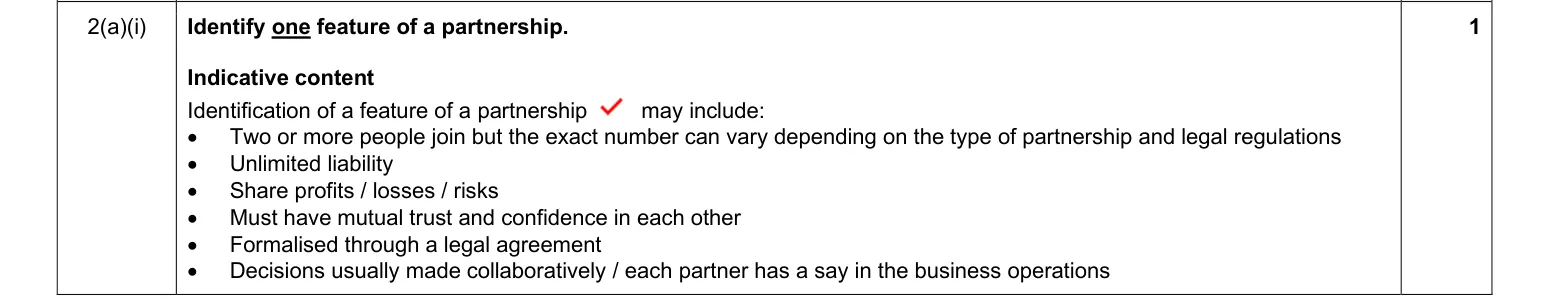 2(a)(i) Identify one feature of a partnership. 1
Indicative content
Identification of a feature of a partnership ✓ may include:
• Two or more people join but the exact number can vary depending on the type of partnership and legal regulations
• Unlimited liability
• Share profits / losses / risks
• Must have mutual trust and confidence in each other
• Formalised through a legal agreement
• Decisions usually made collaboratively / each partner has a say in the business operations